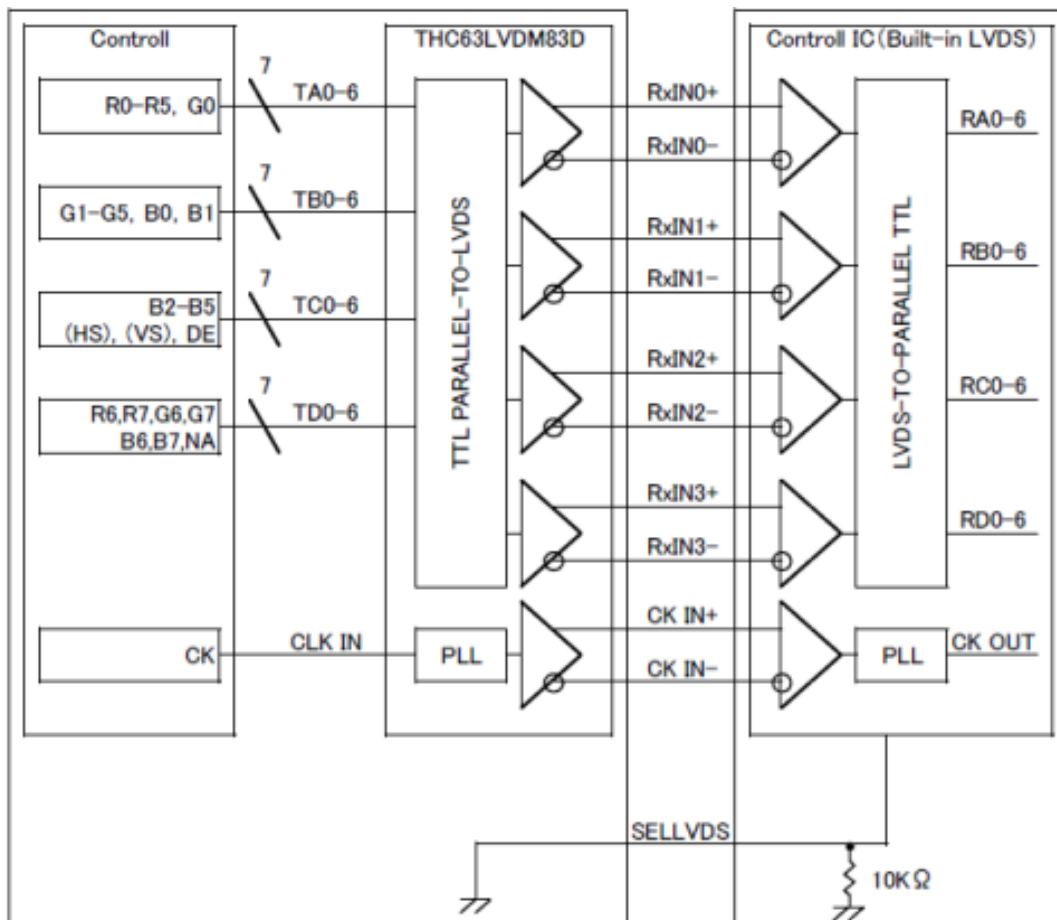 Controll
THC63LVDM83D
Controll IC(Built-in LVDS)
R0-R5, G0
7
TA0-6
RxIN0+
RxIN0-
RA0-6
G1-G5, B0, B1
7
TB0-6
RxIN1+
RxIN1-
RB0-6
B2-B5
(HS), (VS), DE
7
TC0-6
RxIN2+
RxIN2-
RC0-6
R6,R7,G6,G7
B6,B7,NA
7
TD0-6
RxIN3+
RxIN3-
RD0-6
TTL PARALLEL-TO-LVDS
LVDS-TO-PARALLEL TTL
CK
CLK IN
PLL
CK IN+
CK IN-
PLL
CK OUT
SELLVDS
10KΩ